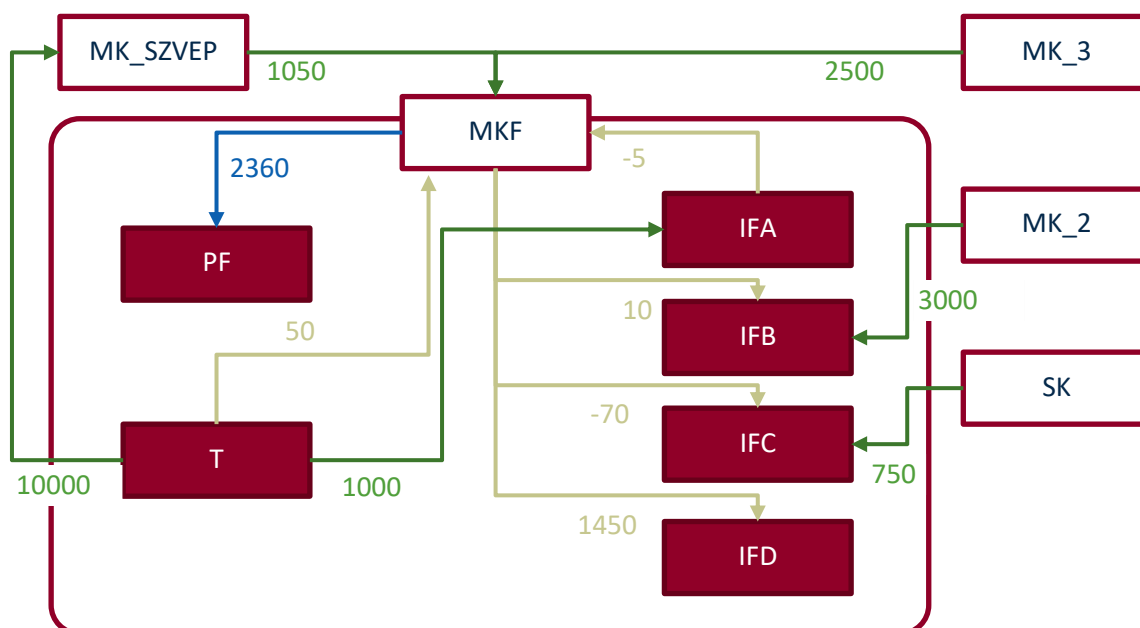 MK_SZVEP
MK_3
1050
2500
MKF
-5
2360
IFA
MK_2
PF
10
3000
50
IFB
SK
-70
IFC
T
750
10000
1000
1450
IFD